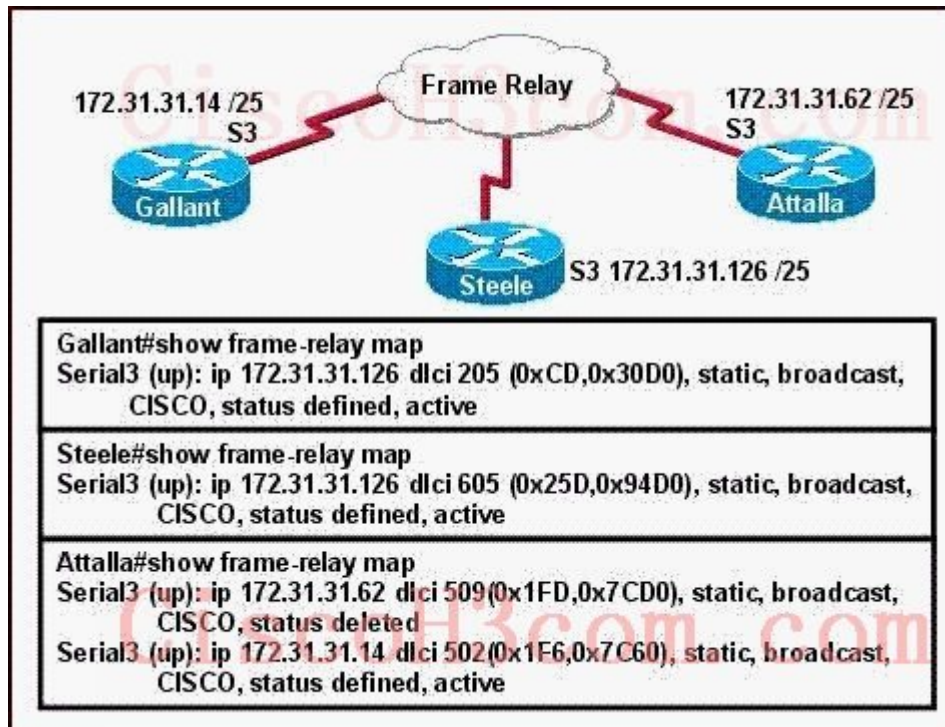 CiscoH3com.com
Frame Relay
172.31.31.14 /25
S3
172.31.31.62 /25
S3
Gallant
Attalla
Steele
S3 172.31.31.126 /25
Gallant#show frame-relay map
Serial3 (up): ip 172.31.31.126 dlci 205 (0xCD,0x30D0), static, broadcast,
CISCO, status defined, active
Steele#show frame-relay map
Serial3 (up): ip 172.31.31.126 dlci 605 (0x25D,0x94D0), static, broadcast,
CISCO, status defined, active
Attalla#show frame-relay map
Serial3 (up): ip 172.31.31.62 dlci 509(0x1FD,0x7CD0), static, broadcast,
CISCO, status deleted
Serial3 (up): ip 172.31.31.14 dlci 502(0x1F6,0x7C60), static, broadcast,
CISCO, status defined, active
CiscoH3com.com